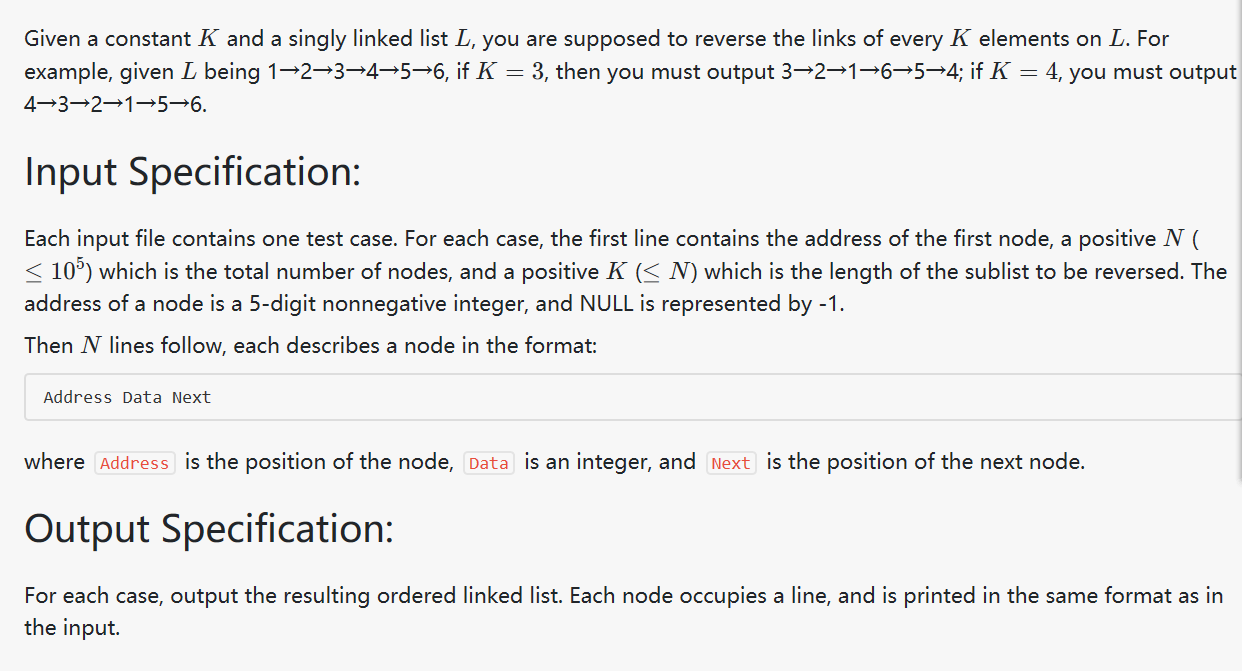 Given a constant K and a singly linked list L, you are supposed to reverse the links of every K elements on L. For
example, given L being 1→2→3→4→5→6, if K = 3, then you must output 3→2→1→6→5→4; if K = 4, you must output
4→3→2→1→5→6.
Input Specification:
Each input file contains one test case. For each case, the first line contains the address of the first node, a positive N (
≤ 10⁵) which is the total number of nodes, and a positive K (≤ N) which is the length of the sublist to be reversed. The
address of a node is a 5-digit nonnegative integer, and NULL is represented by -1.
Then N lines follow, each describes a node in the format:
Address Data Next
where Address is the position of the node, Data is an integer, and Next is the position of the next node.
Output Specification:
For each case, output the resulting ordered linked list. Each node occupies a line, and is printed in the same format as in
the input.